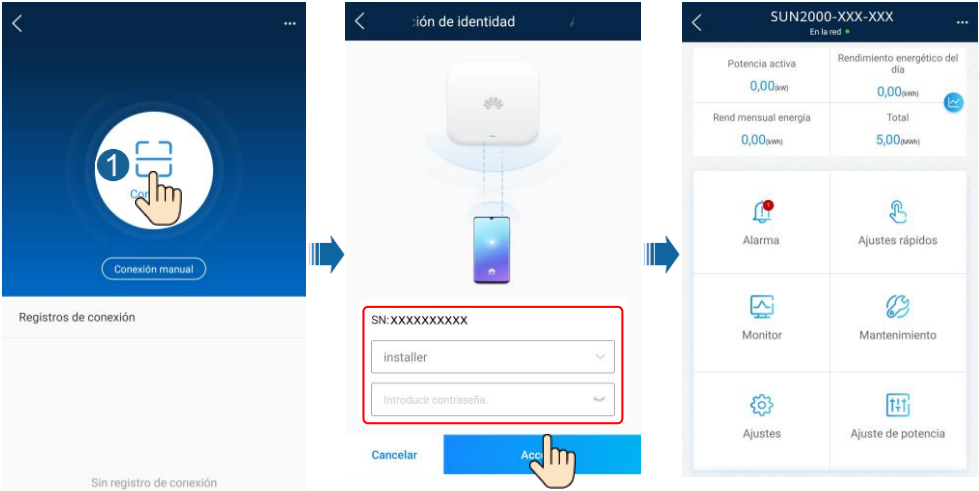 1
Conexión manual
Registros de conexión
Sin registro de conexión
ión de identidad
SN:XXXXXXXXXX
installer
Introducir contraseña.
Cancelar
SUN2000-XXX-XXX
En la red
Potencia activa
0,00(kW)
Rendimiento energético del
día
0,00(kWh)
Rend mensual energía
0,00(kWh)
Total
5,00(MWh)
Alarma
Ajustes rápidos
Monitor
Mantenimiento
Ajustes
Ajuste de potencia